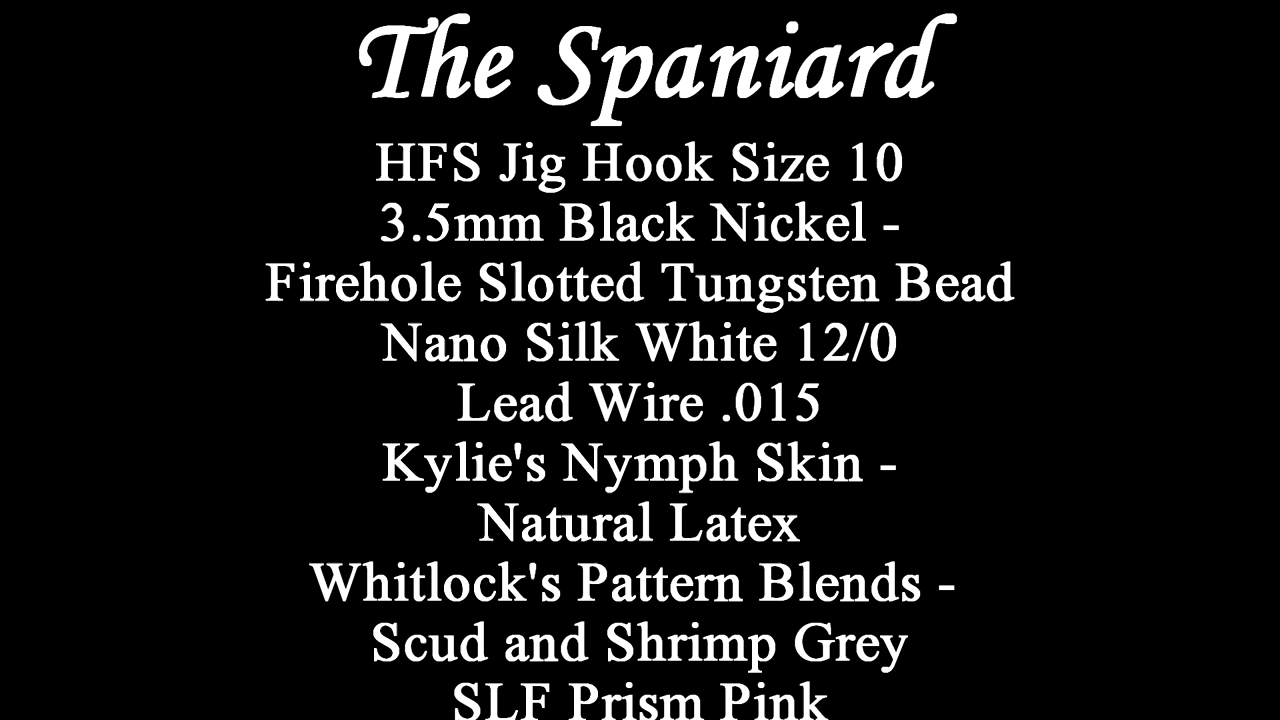 The Spaniard
HFS Jig Hook Size 10
3.5mm Black Nickel -
Firehole Slotted Tungsten Bead
Nano Silk White 12/0
Lead Wire .015
Kylie's Nymph Skin -
Natural Latex
Whitlock's Pattern Blends -
Scud and Shrimp Grey
SLF Prism Pink